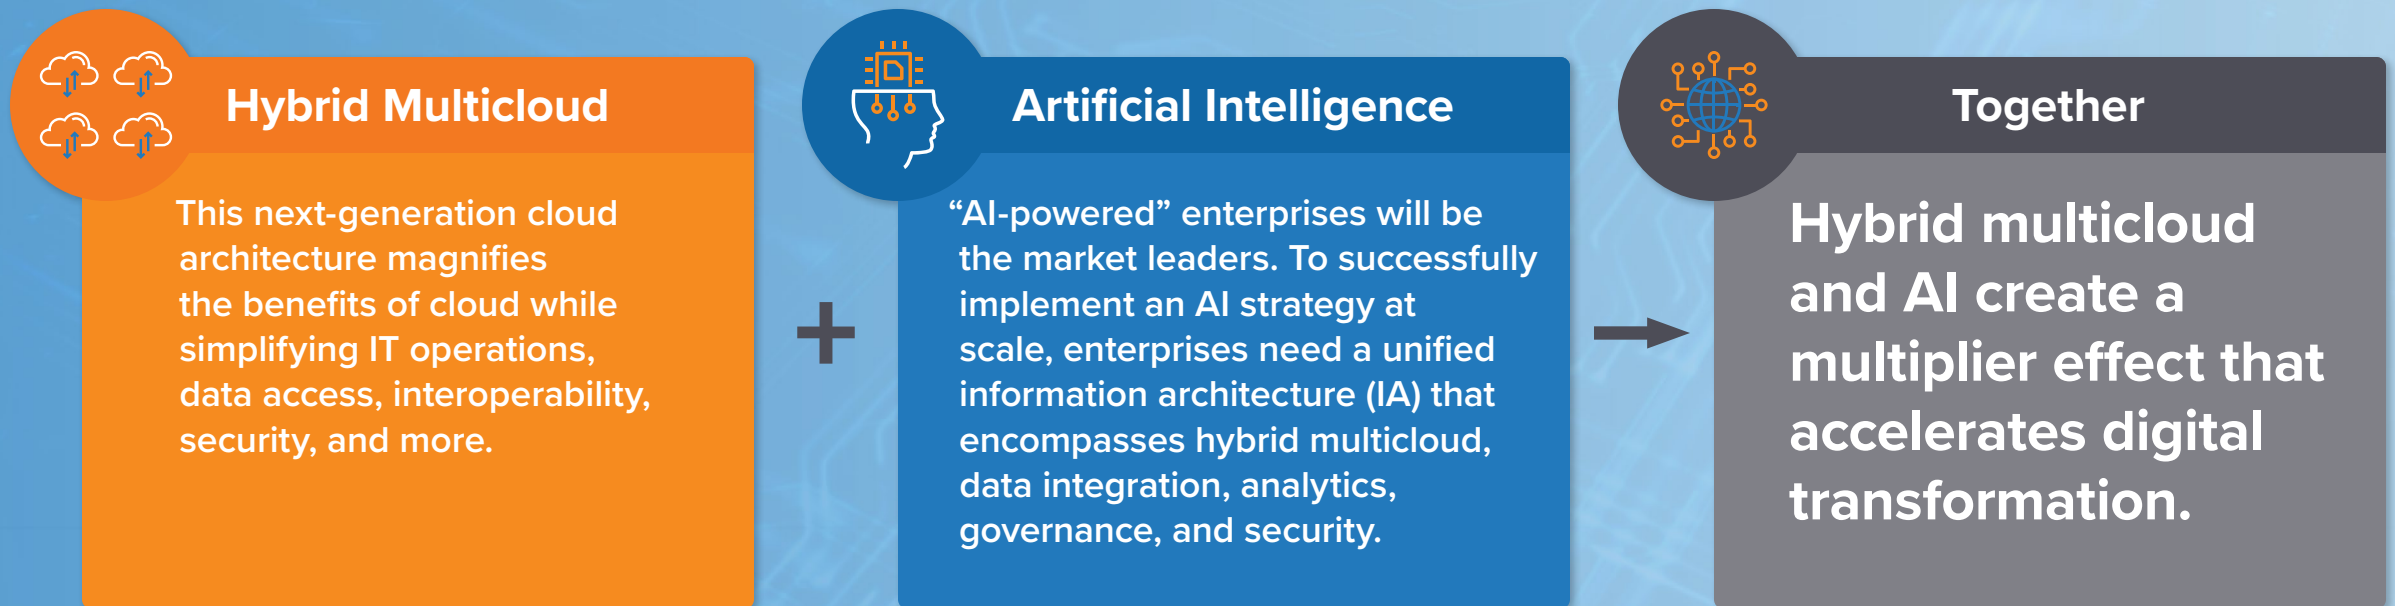 Hybrid Multicloud
This next-generation cloud
architecture magnifies
the benefits of cloud while
simplifying IT operations,
data access, interoperability,
security, and more.
+
Artificial Intelligence
“AI-powered” enterprises will be
the market leaders. To successfully
implement an AI strategy at
scale, enterprises need a unified
information architecture (IA) that
encompasses hybrid multicloud,
data integration, analytics,
governance, and security.
Together
Hybrid multicloud
and AI create a
multiplier effect that
accelerates digital
transformation.